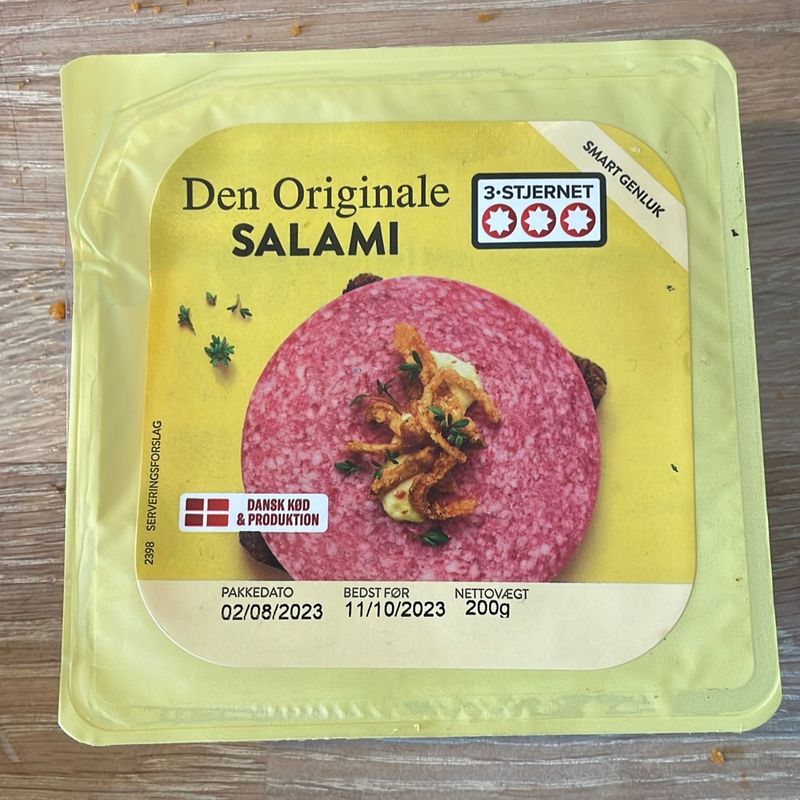 Den Originale
SALAMI
3-STJERNET
SMART GENLUK
2398 SERVERINGSFORSLAG
DANSK KØD
& PRODUKTION
PAKKEDATO BEDST FØR NETTOVÆGT
02/08/2023 11/10/2023 200g